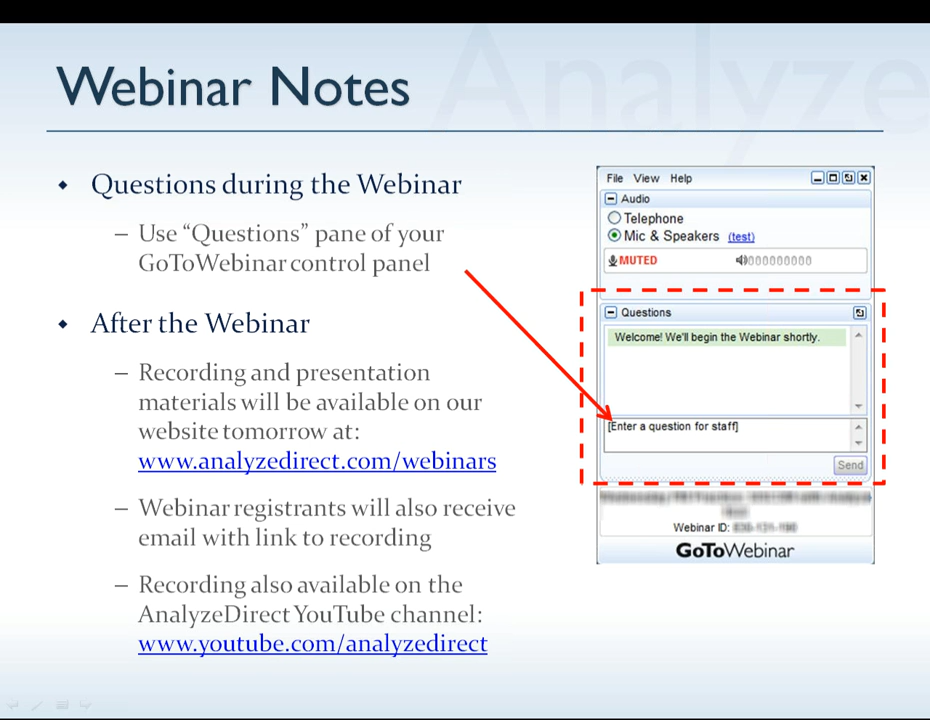 Analyze
Webinar Notes
Questions during the Webinar
– Use “Questions” pane of your
GoToWebinar control panel
After the Webinar
– Recording and presentation
materials will be available on our
website tomorrow at:
www.analyzedirect.com/webinars
– Webinar registrants will also receive
email with link to recording
– Recording also available on the
AnalyzeDirect YouTube channel:
www.youtube.com/analyzedirect
File View Help
Audio
Telephone
Mic & Speakers (test)
MUTED
Questions
Welcome! We'll begin the Webinar shortly.
[Enter a question for staff]
Send
Webinar ID:
GoToWebinar